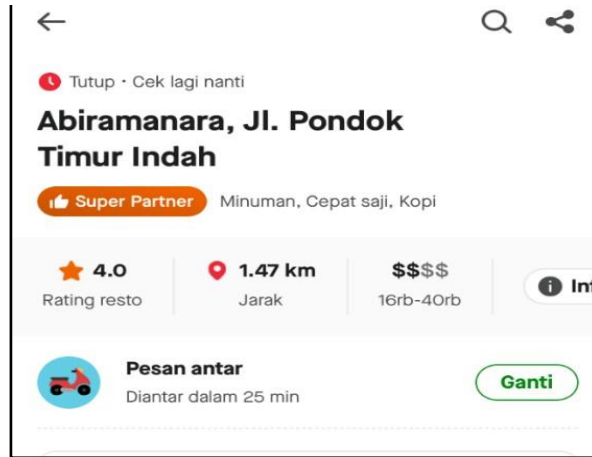 Tutup · Cek lagi nanti
Abiramanara, Jl. Pondok
Timur Indah
Super Partner Minuman, Cepat saji, Kopi
4.0 1.47 km $$$$
Rating resto Jarak 16rb-40rb
Pesan antar
Diantar dalam 25 min
Ganti